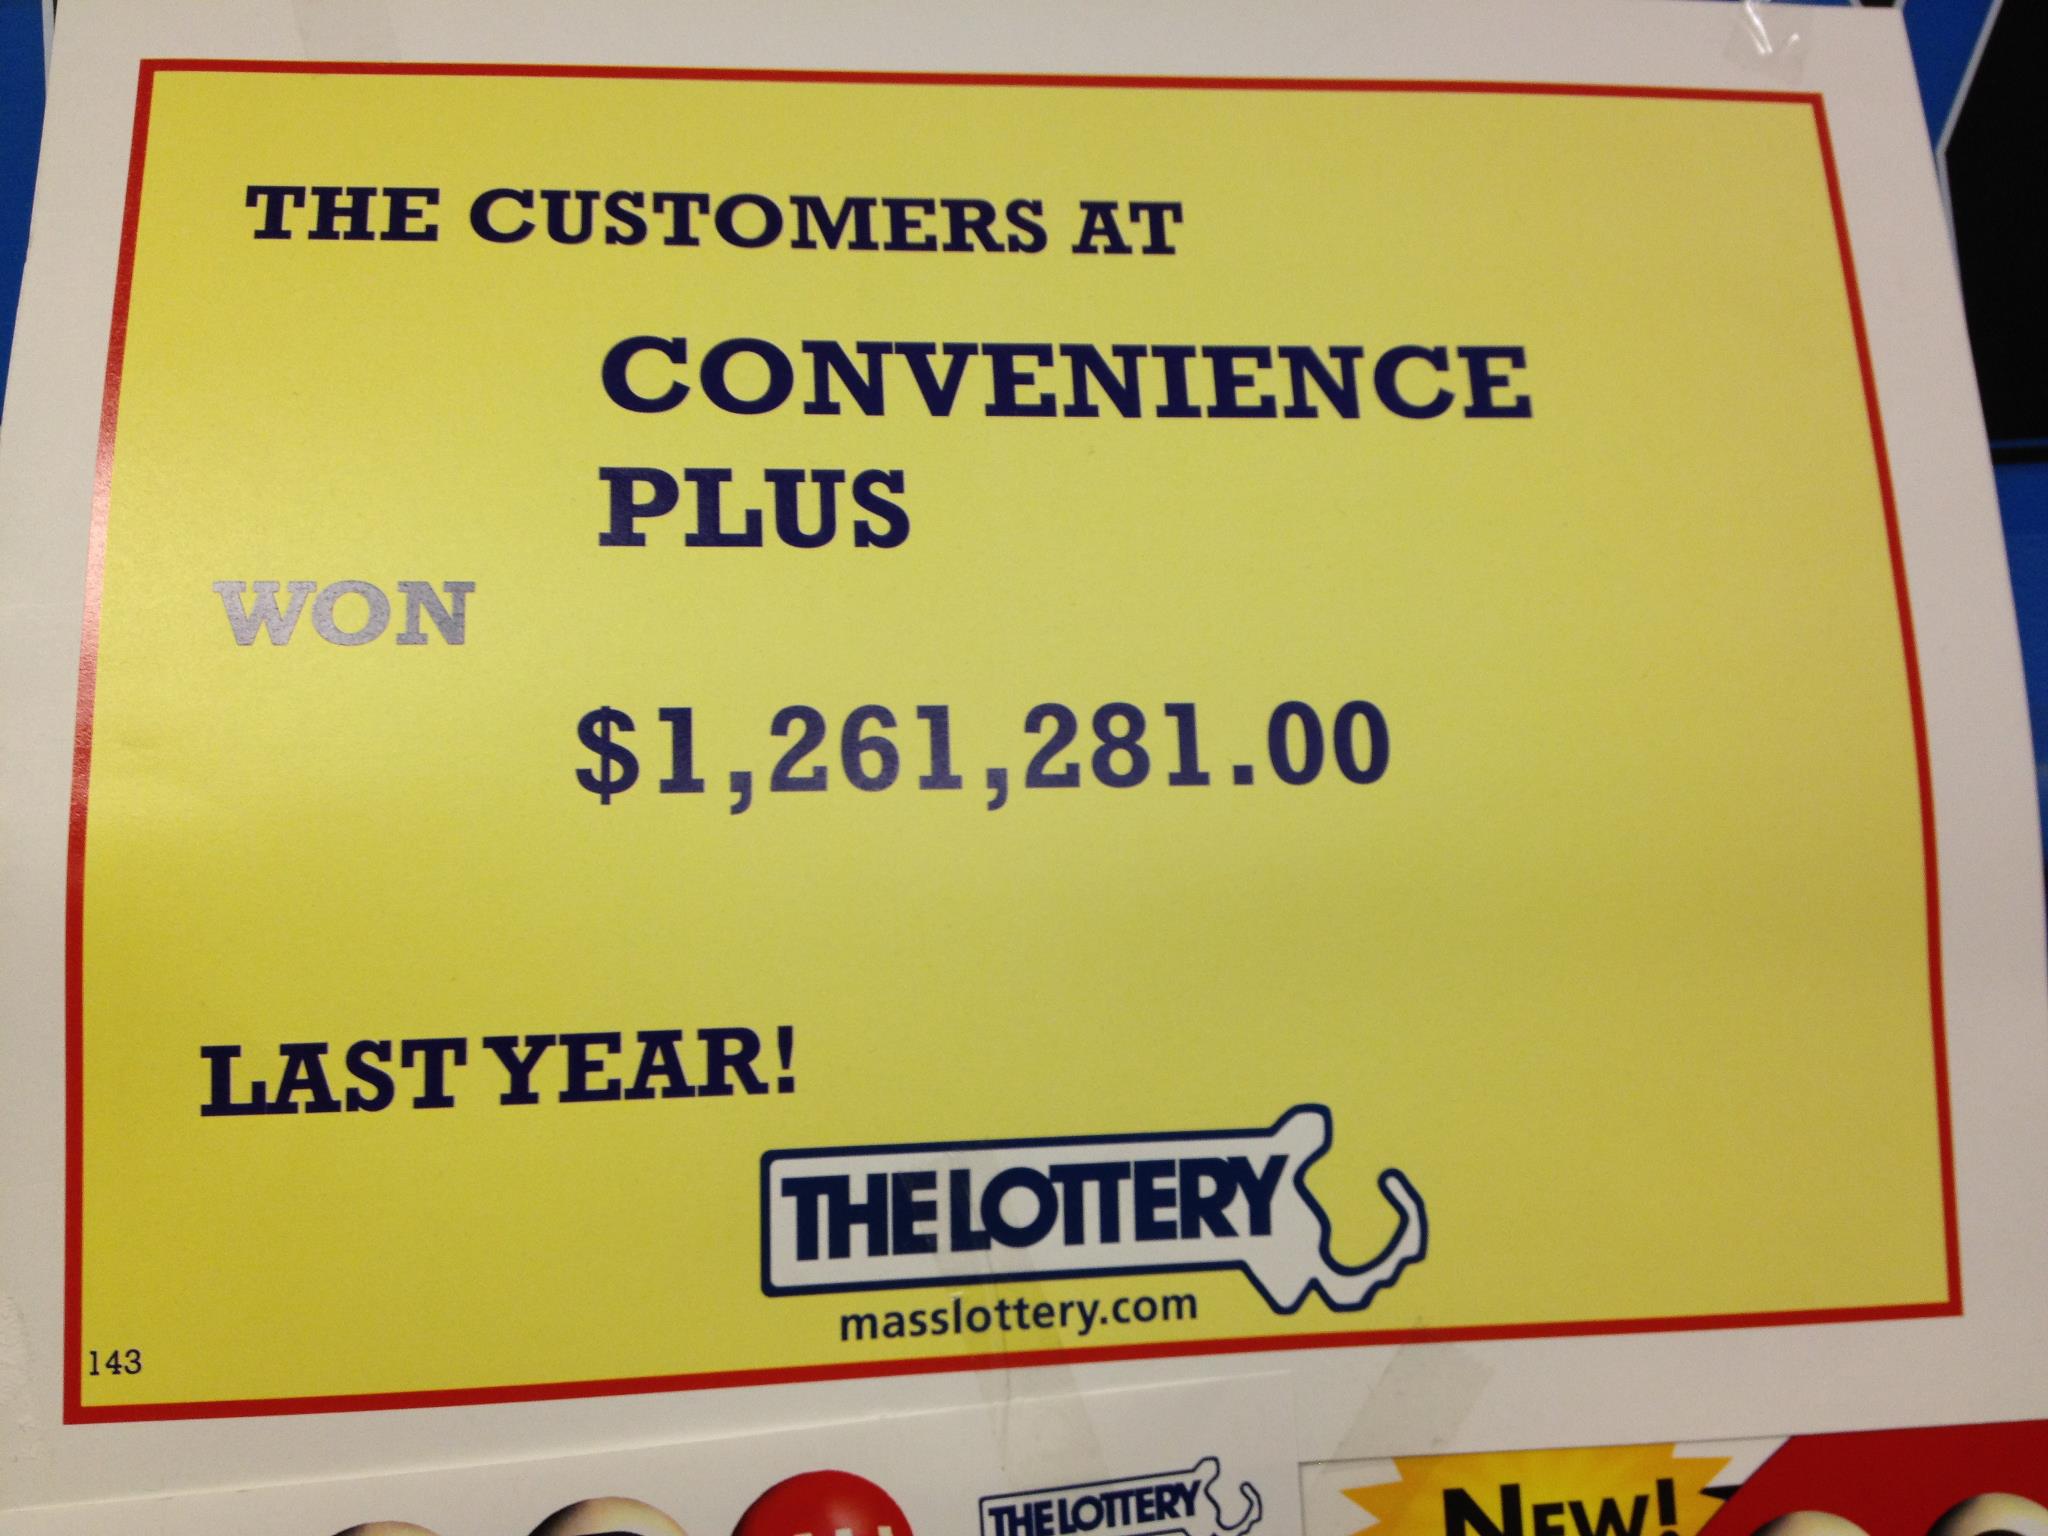 THE CUSTOMERS AT
CONVENIENCE
PLUS
WON
$1,261,281.00
LAST YEAR!
THE LOTTERY
masslottery.com
143
THE LOTTERY
NEW!